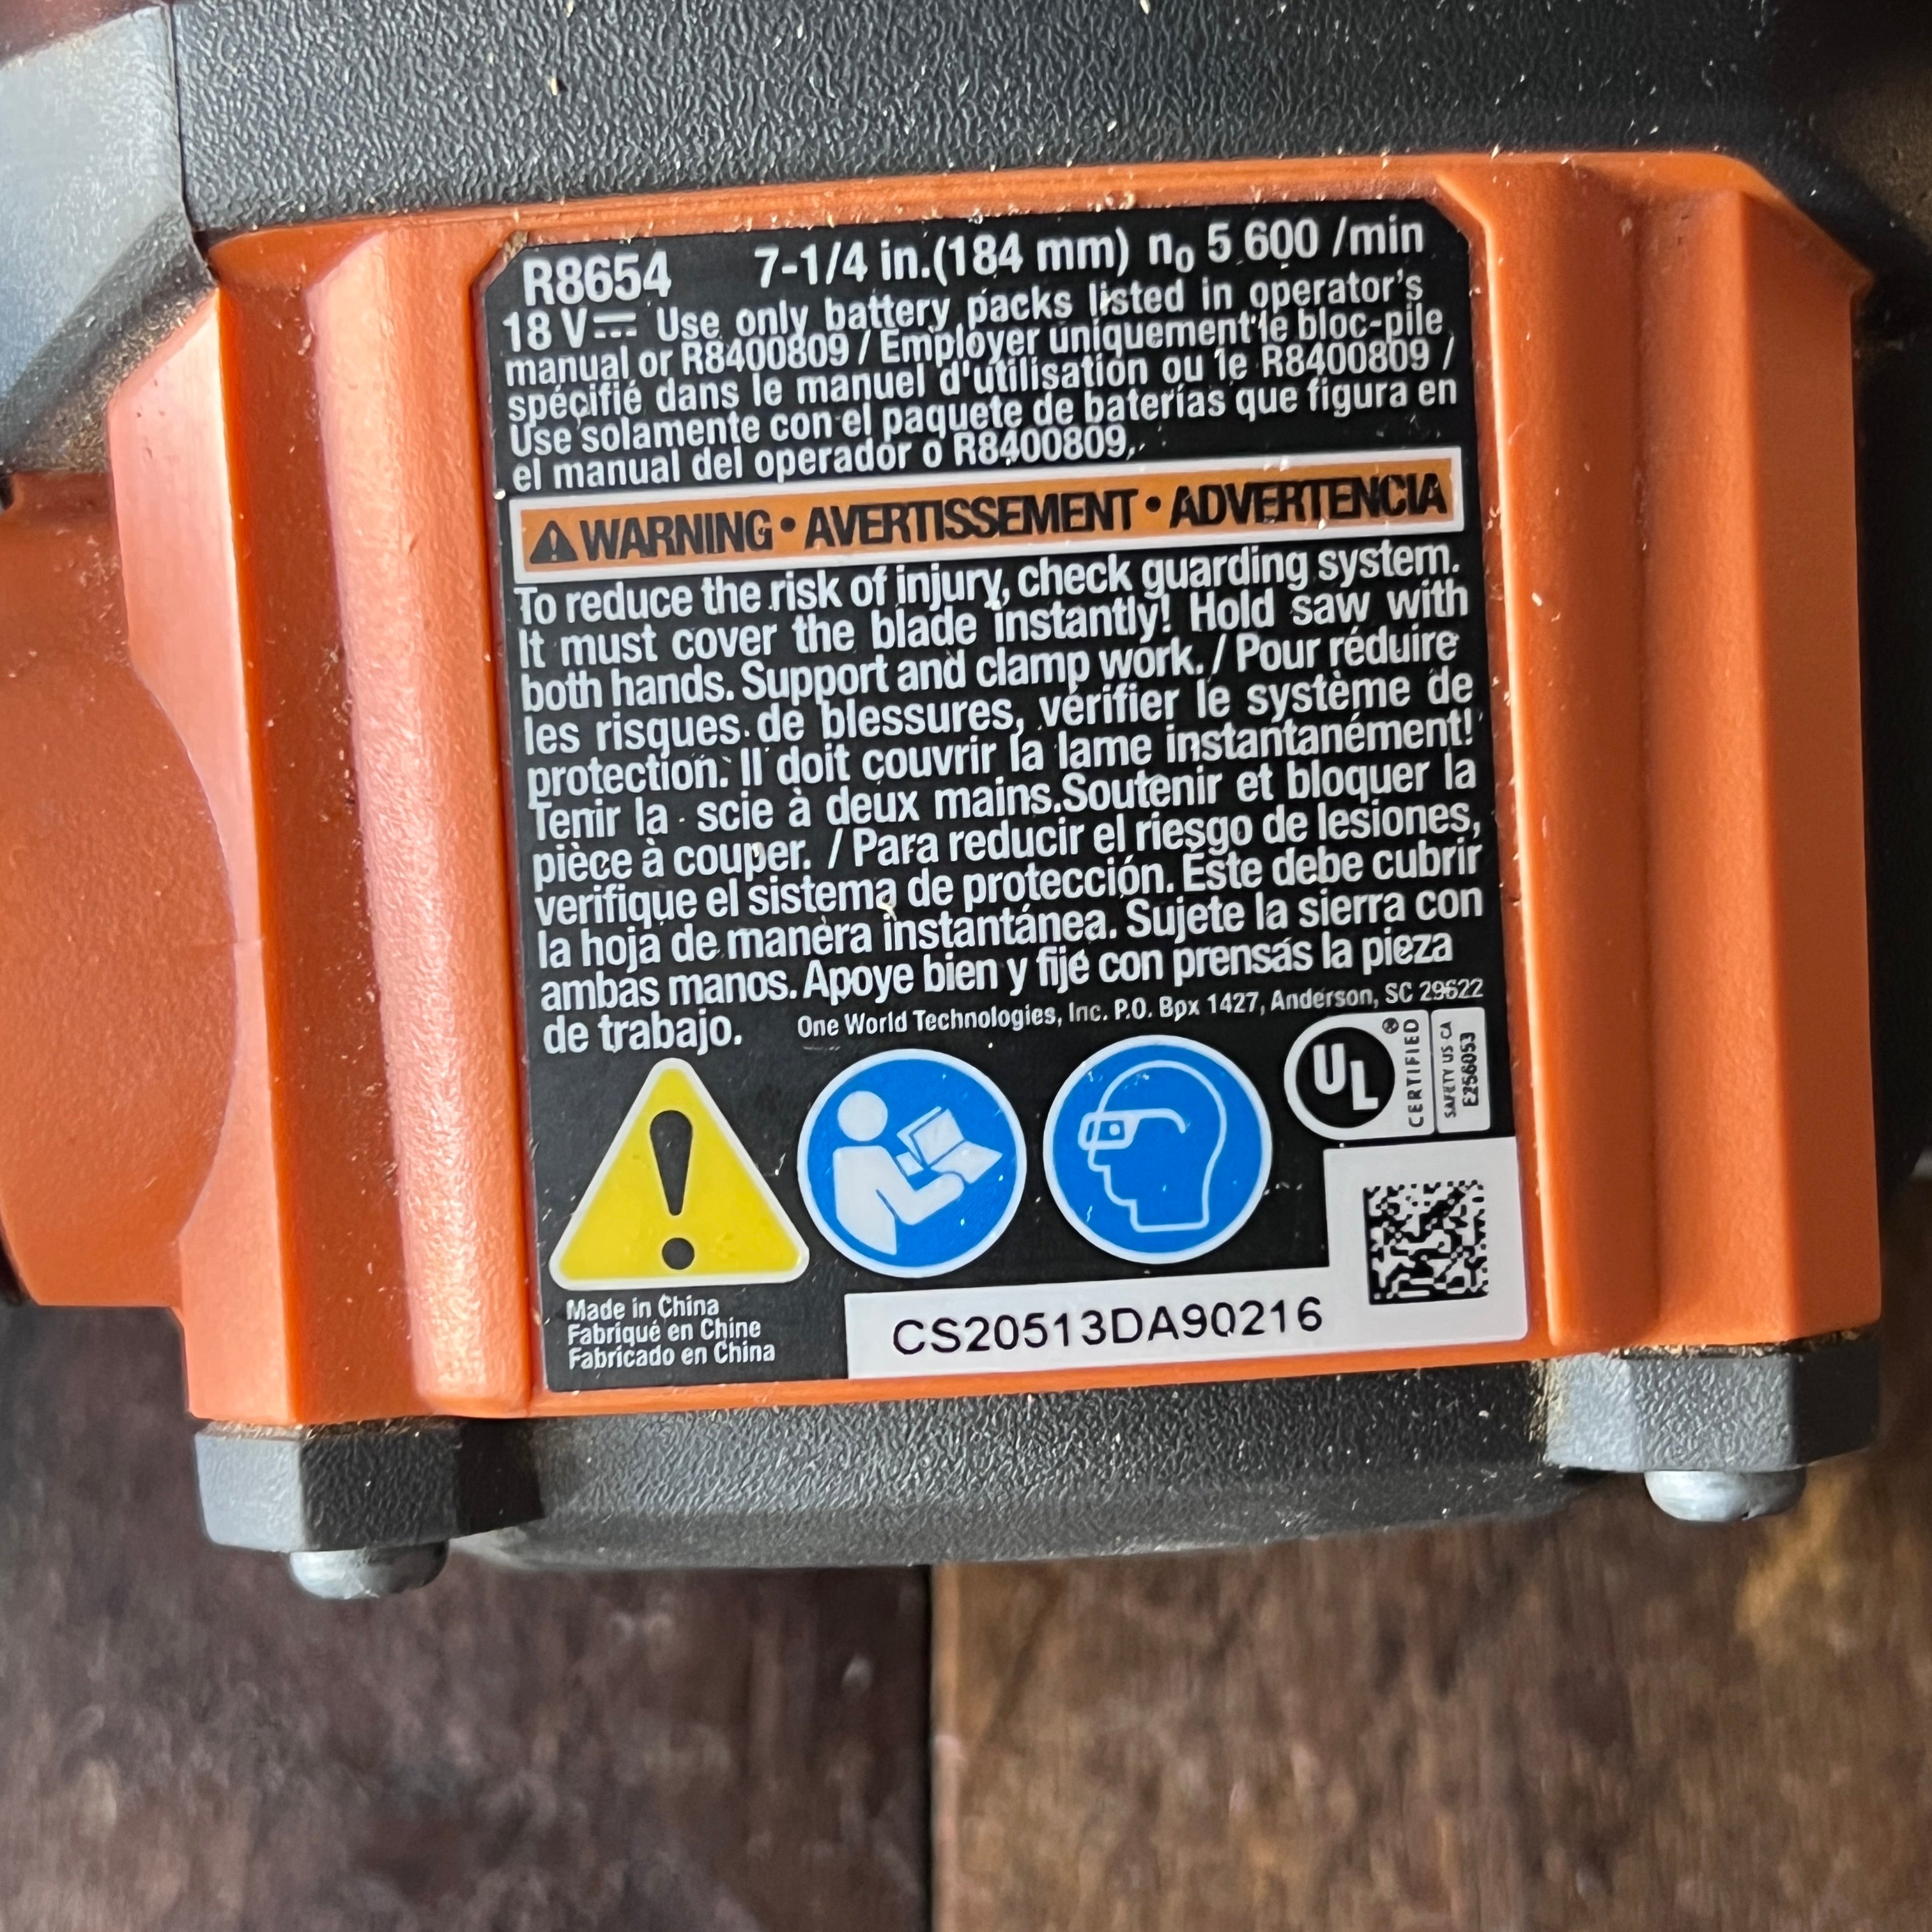 R8654 7-1/4 in.(184 mm) n₀ 5 600 /min
18 V⎓ Use only battery packs listed in operator's
manual or R8400809 / Employer uniquement le bloc-pile
spécifié dans le manuel d'utilisation ou le R8400809 /
Use solamente con el paquete de baterías que figura en
el manual del operador o R8400809.
⚠ WARNING • AVERTISSEMENT • ADVERTENCIA
To reduce the risk of injury, check guarding system.
It must cover the blade instantly! Hold saw with
both hands. Support and clamp work. / Pour réduire
les risques de blessures, vérifier le système de
protection. Il doit couvrir la lame instantanément!
Tenir la scie à deux mains.Soutenir et bloquer la
pièce à couper. / Para reducir el riesgo de lesiones,
verifique el sistema de protección. Éste debe cubrir
la hoja de manera instantánea. Sujete la sierra con
ambas manos. Apoye bien y fije con prensas la pieza
de trabajo.
One World Technologies, Inc. P.O. Box 1427, Anderson, SC 29622
UL
®
CERTIFIED
SAFETY US CA
E256053
Made in China
Fabriqué en Chine
Fabricado en China
CS20513DA90216